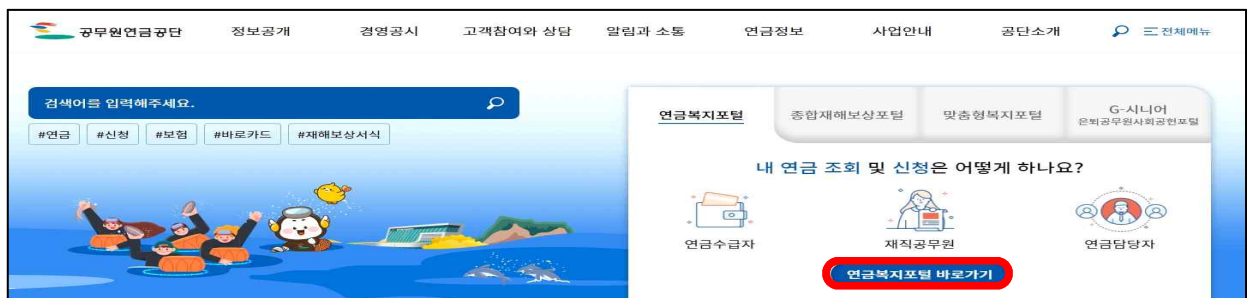 공무원연금공단 정보공개 경영공시 고객참여와 상담 알림과 소통 연금정보 사업안내 공단소개 전체메뉴
검색어를 입력해주세요.
#연금 #신청 #보험 #바로카드 #재해보상서식
연금복지포털 종합재해보상포털 맞춤형복지포털 G-시니어
은퇴공무원사회공헌포털
내 연금 조회 및 신청은 어떻게 하나요?
연금수급자 재직공무원 연금담당자
연금복지포털 바로가기